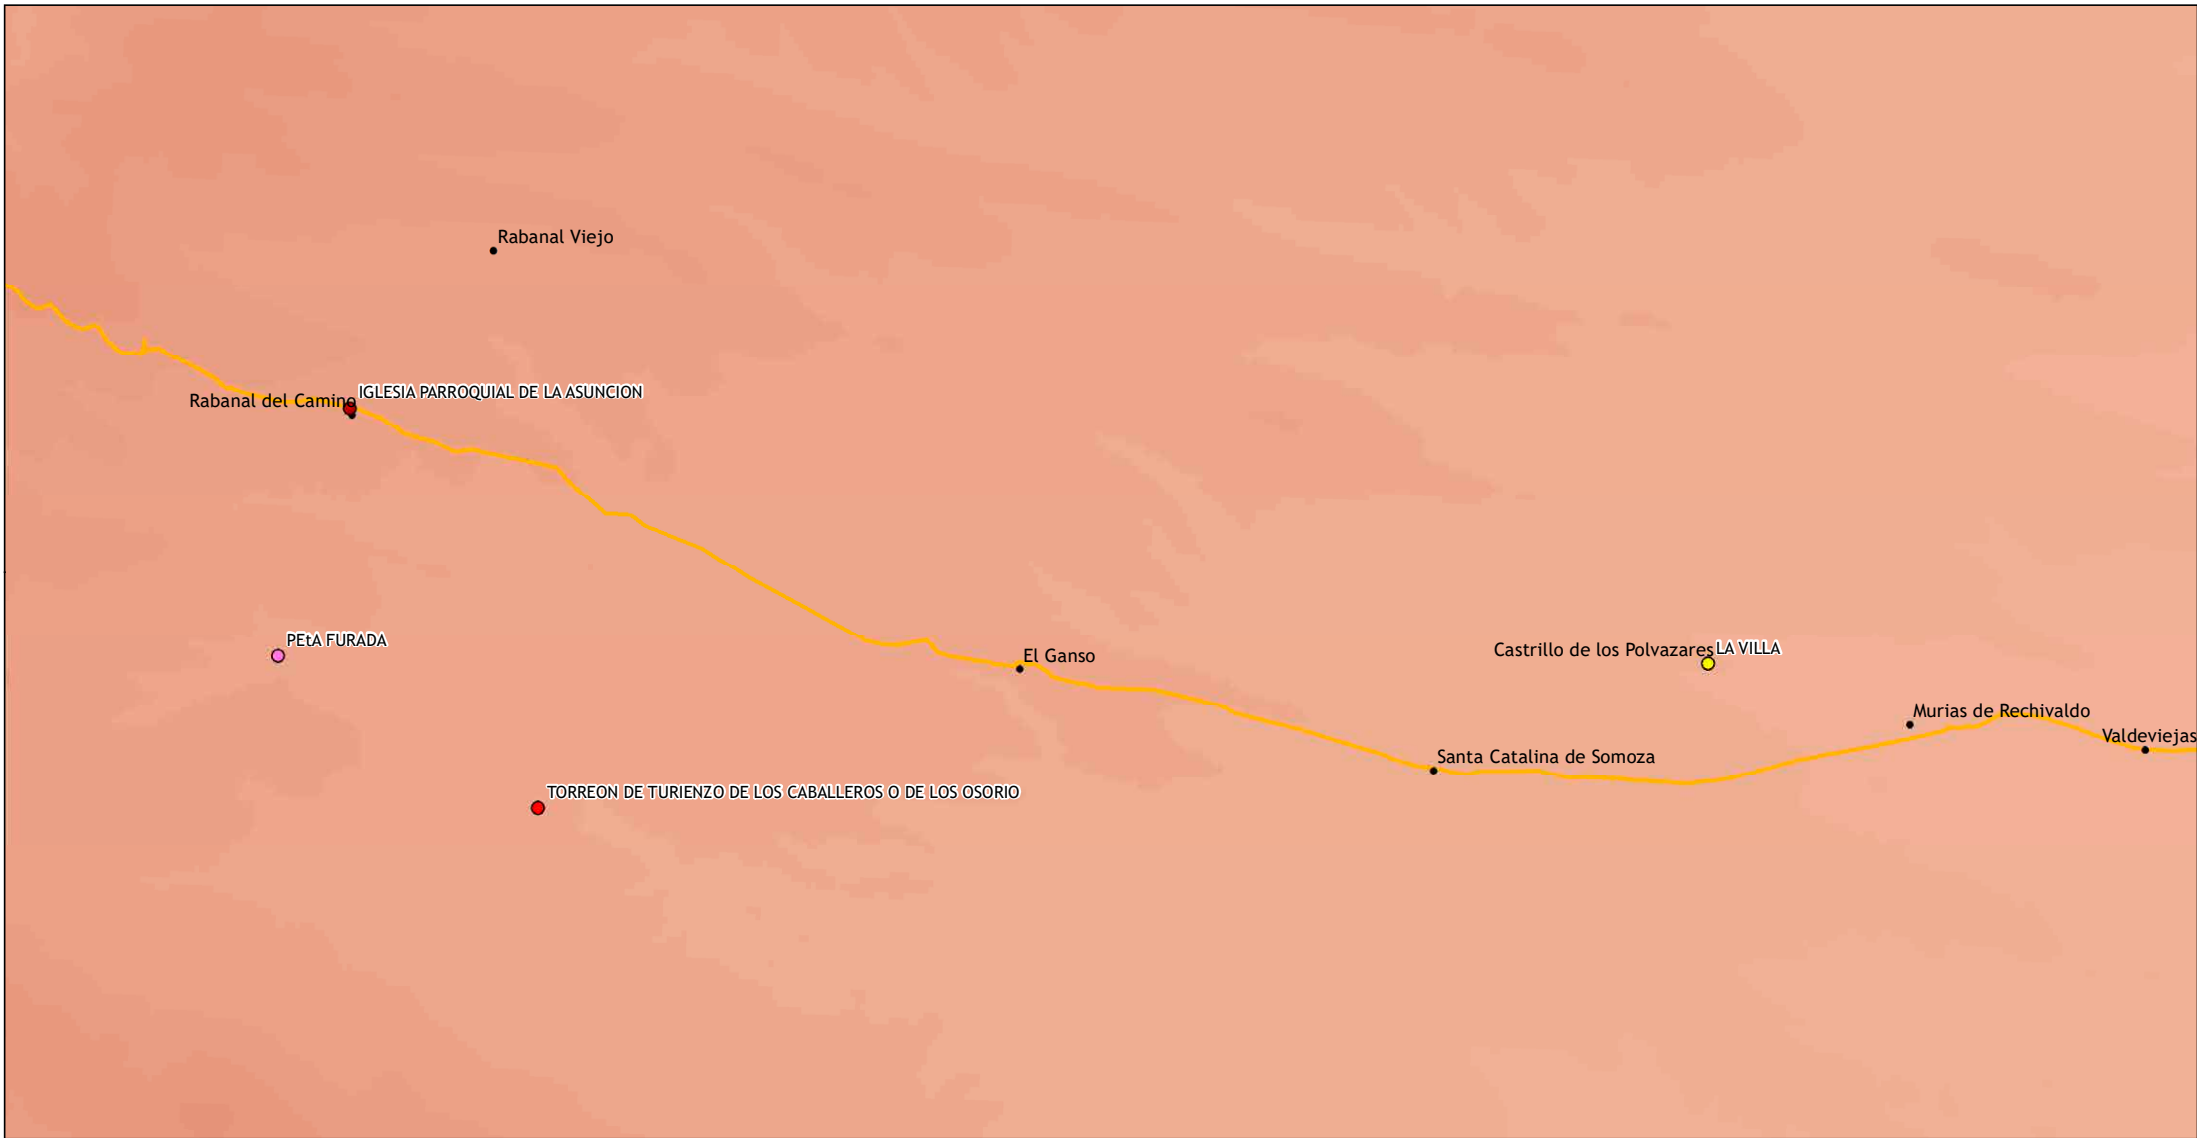 Rabanal Viejo
IGLESIA PARROQUIAL DE LA ASUNCION
Rabanal del Camino
PEtA FURADA
El Ganso
Castrillo de los Polvazares
LA VILLA
Murias de Rechivaldo
Valdeviejas
Santa Catalina de Somoza
TORREON DE TURIENZO DE LOS CABALLEROS O DE LOS OSORIO